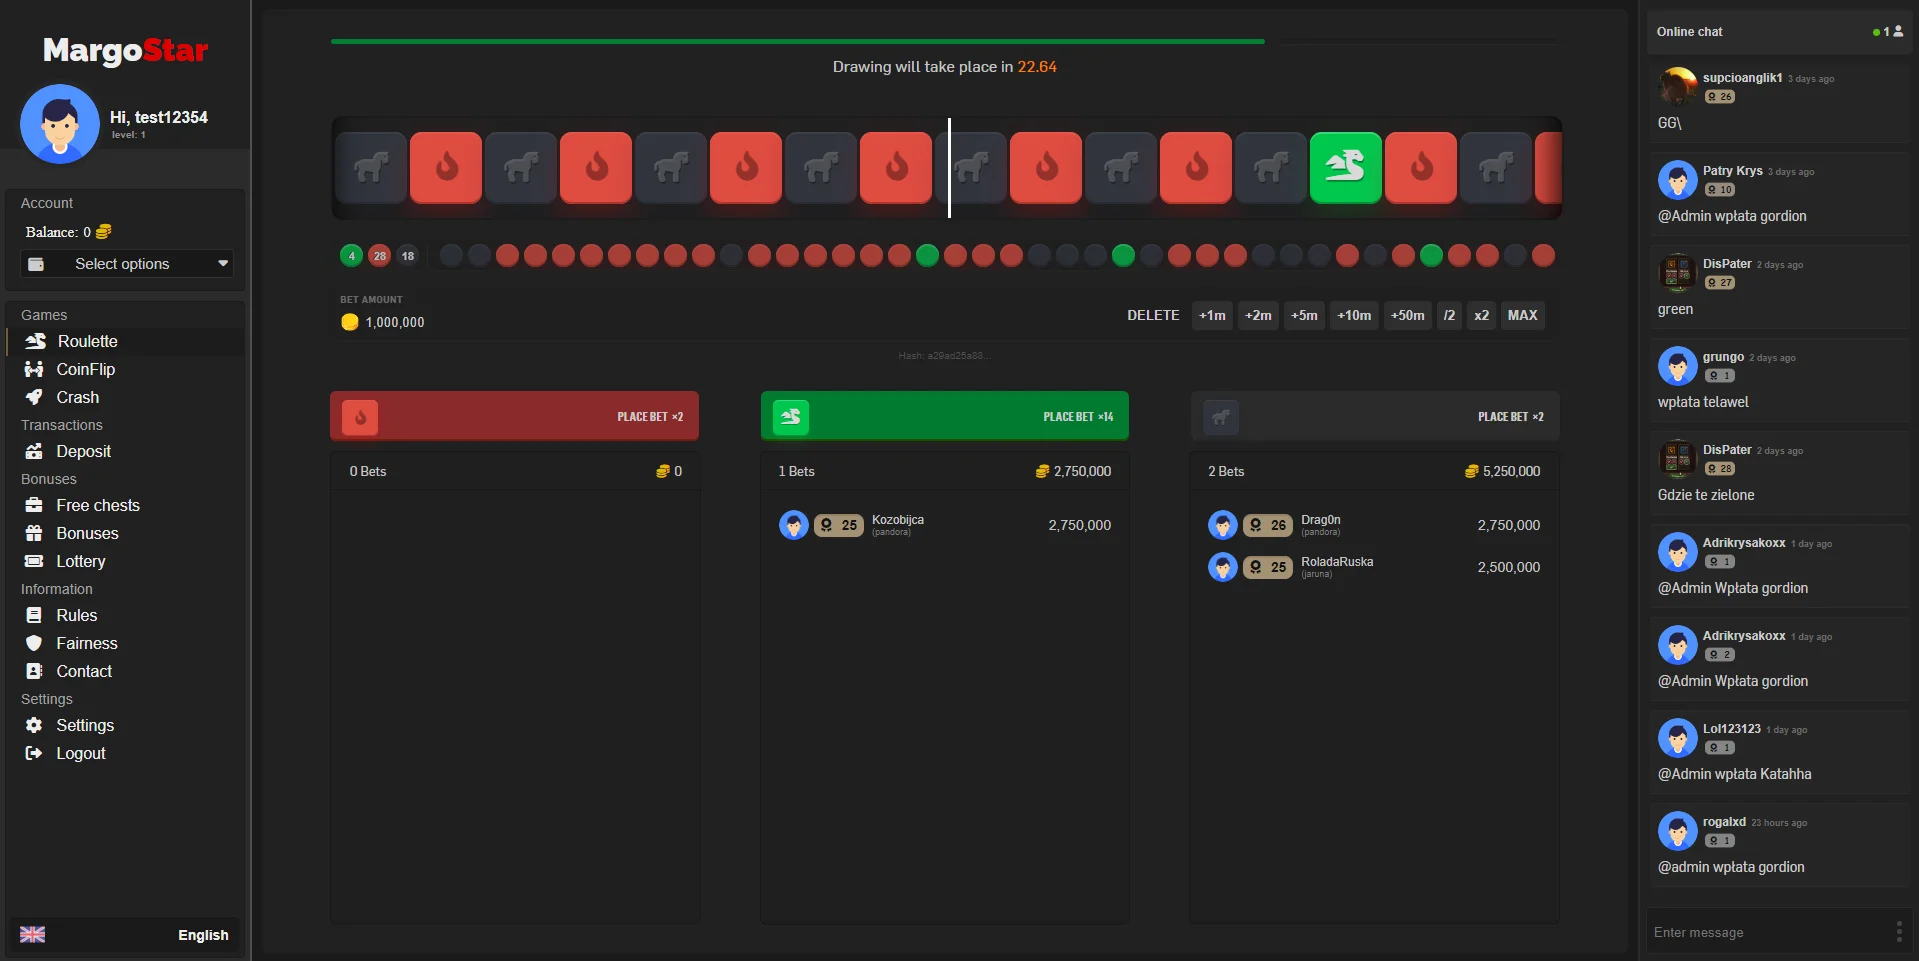 MargoStar
Hi, test12354
level: 1
Account
Balance: 0
Select options
Games
Roulette
CoinFlip
Crash
Transactions
Deposit
Bonuses
Free chests
Bonuses
Lottery
Information
Rules
Fairness
Contact
Settings
Settings
Logout
English
Drawing will take place in 22.64
4 28 18
BET AMOUNT
1,000,000
DELETE +1m +2m +5m +10m +50m /2 x2 MAX
Hash: a29ad25a88...
PLACE BET ×2
0 Bets 0
PLACE BET ×14
1 Bets 2,750,000
25 Kozobijca 2,750,000
(pandora)
PLACE BET ×2
2 Bets 5,250,000
26 Drag0n 2,750,000
(pandora)
25 RoladaRuska 2,500,000
(jaruna)
Online chat 1
supcioanglik1 3 days ago
26
GG\
Patry Krys 3 days ago
10
@Admin wpłata gordion
DisPater 2 days ago
27
green
grungo 2 days ago
1
wpłata telawel
DisPater 2 days ago
28
Gdzie te zielone
Adrikrysakoxx 1 day ago
1
@Admin Wpłata gordion
Adrikrysakoxx 1 day ago
2
@Admin Wpłata gordion
Lol123123 1 day ago
1
@Admin wpłata Katahha
rogalxd 23 hours ago
1
@admin wpłata gordion
Enter message